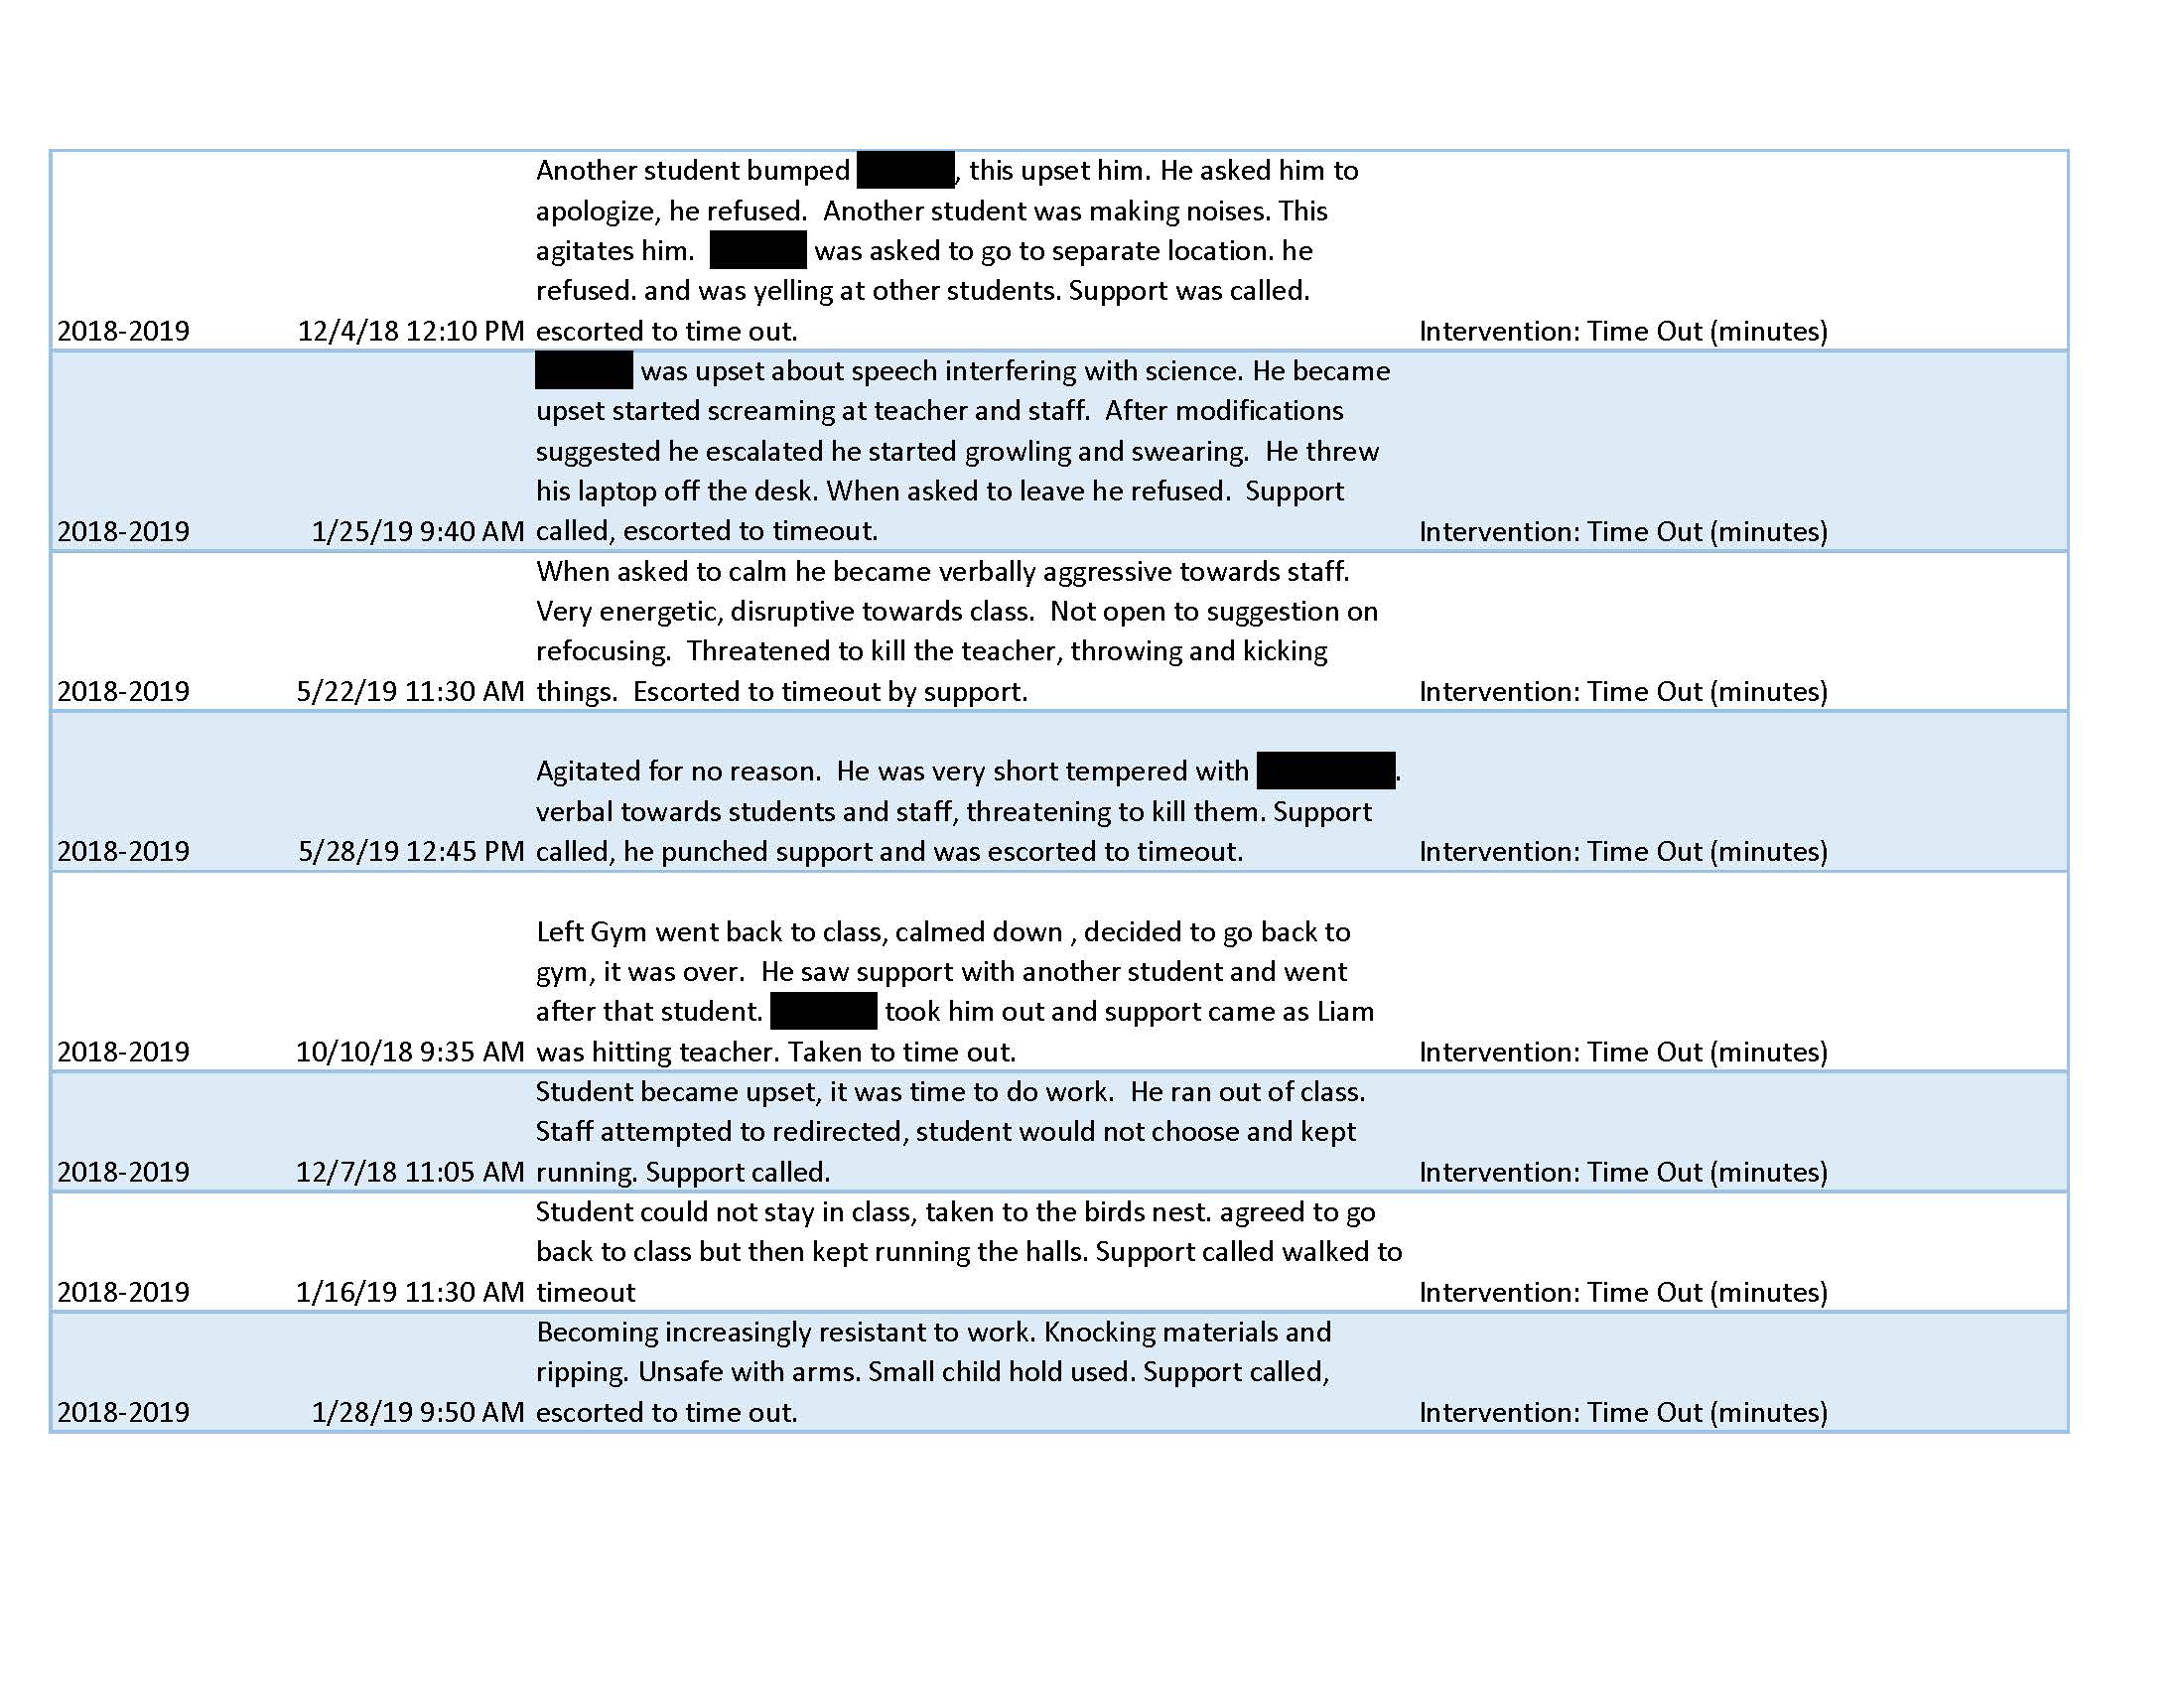 Another student bumped , this upset him. He asked him to
apologize, he refused.  Another student was making noises. This
agitates him.  was asked to go to separate location. he
refused. and was yelling at other students. Support was called.
2018-2019 12/4/18 12:10 PM escorted to time out. Intervention: Time Out (minutes)
was upset about speech interfering with science. He became
upset started screaming at teacher and staff.  After modifications
suggested he escalated he started growling and swearing.  He threw
his laptop off the desk. When asked to leave he refused.  Support
2018-2019 1/25/19 9:40 AM called, escorted to timeout. Intervention: Time Out (minutes)
When asked to calm he became verbally aggressive towards staff.
Very energetic, disruptive towards class.  Not open to suggestion on
refocusing.  Threatened to kill the teacher, throwing and kicking
2018-2019 5/22/19 11:30 AM things.  Escorted to timeout by support. Intervention: Time Out (minutes)
Agitated for no reason.  He was very short tempered with .
verbal towards students and staff, threatening to kill them. Support
2018-2019 5/28/19 12:45 PM called, he punched support and was escorted to timeout. Intervention: Time Out (minutes)
Left Gym went back to class, calmed down , decided to go back to
gym, it was over.  He saw support with another student and went
after that student. took him out and support came as Liam
2018-2019 10/10/18 9:35 AM was hitting teacher. Taken to time out. Intervention: Time Out (minutes)
Student became upset, it was time to do work.  He ran out of class.
Staff attempted to redirected, student would not choose and kept
2018-2019 12/7/18 11:05 AM running. Support called. Intervention: Time Out (minutes)
Student could not stay in class, taken to the birds nest. agreed to go
back to class but then kept running the halls. Support called walked to
2018-2019 1/16/19 11:30 AM timeout Intervention: Time Out (minutes)
Becoming increasingly resistant to work. Knocking materials and
ripping. Unsafe with arms. Small child hold used. Support called,
2018-2019 1/28/19 9:50 AM escorted to time out. Intervention: Time Out (minutes)